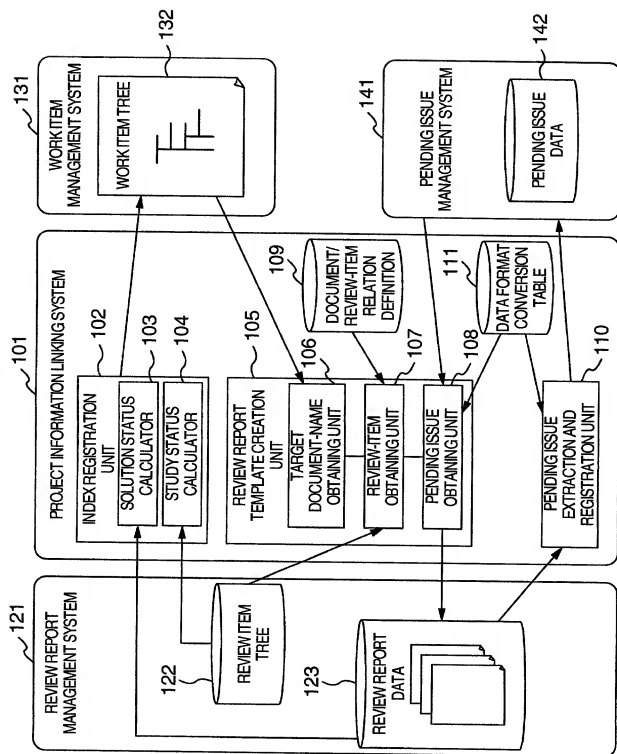 121
REVIEW REPORT
MANAGEMENT SYSTEM
122
REVIEW ITEM
TREE
123
REVIEW REPORT
DATA
101
PROJECT INFORMATION LINKING SYSTEM
102
INDEX REGISTRATION
UNIT
103
SOLUTION STATUS
CALCULATOR
104
STUDY STATUS
CALCULATOR
105
REVIEW REPORT
TEMPLATE CREATION
UNIT
106
TARGET
DOCUMENT-NAME
OBTAINING UNIT
107
REVIEW-ITEM
OBTAINING UNIT
108
PENDING ISSUE
OBTAINING UNIT
109
DOCUMENT/
REVIEW-ITEM
RELATION
DEFINITION
111
DATA FORMAT
CONVERSION
TABLE
110
PENDING ISSUE
EXTRACTION AND
REGISTRATION UNIT
131
WORK ITEM
MANAGEMENT SYSTEM
132
WORK ITEM TREE
141
PENDING ISSUE
MANAGEMENT SYSTEM
142
PENDING ISSUE
DATA